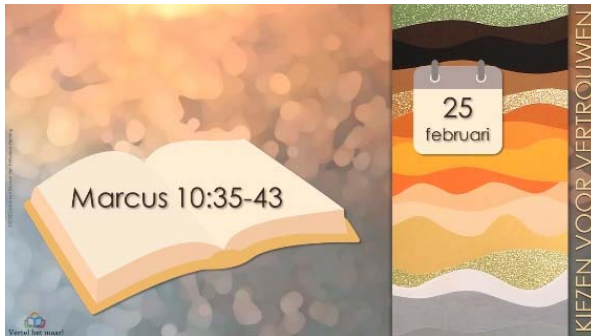 Marcus 10:35-43
25
februari
KIEZEN VOOR VERTROUWEN
Vertel het maar!